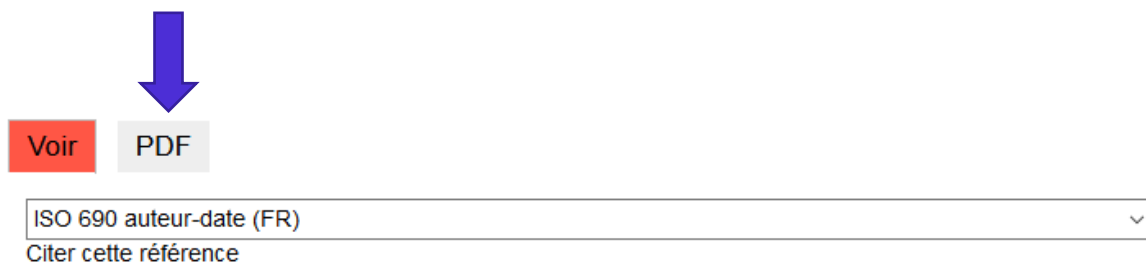 Voir PDF
ISO 690 auteur-date (FR)
Citer cette référence